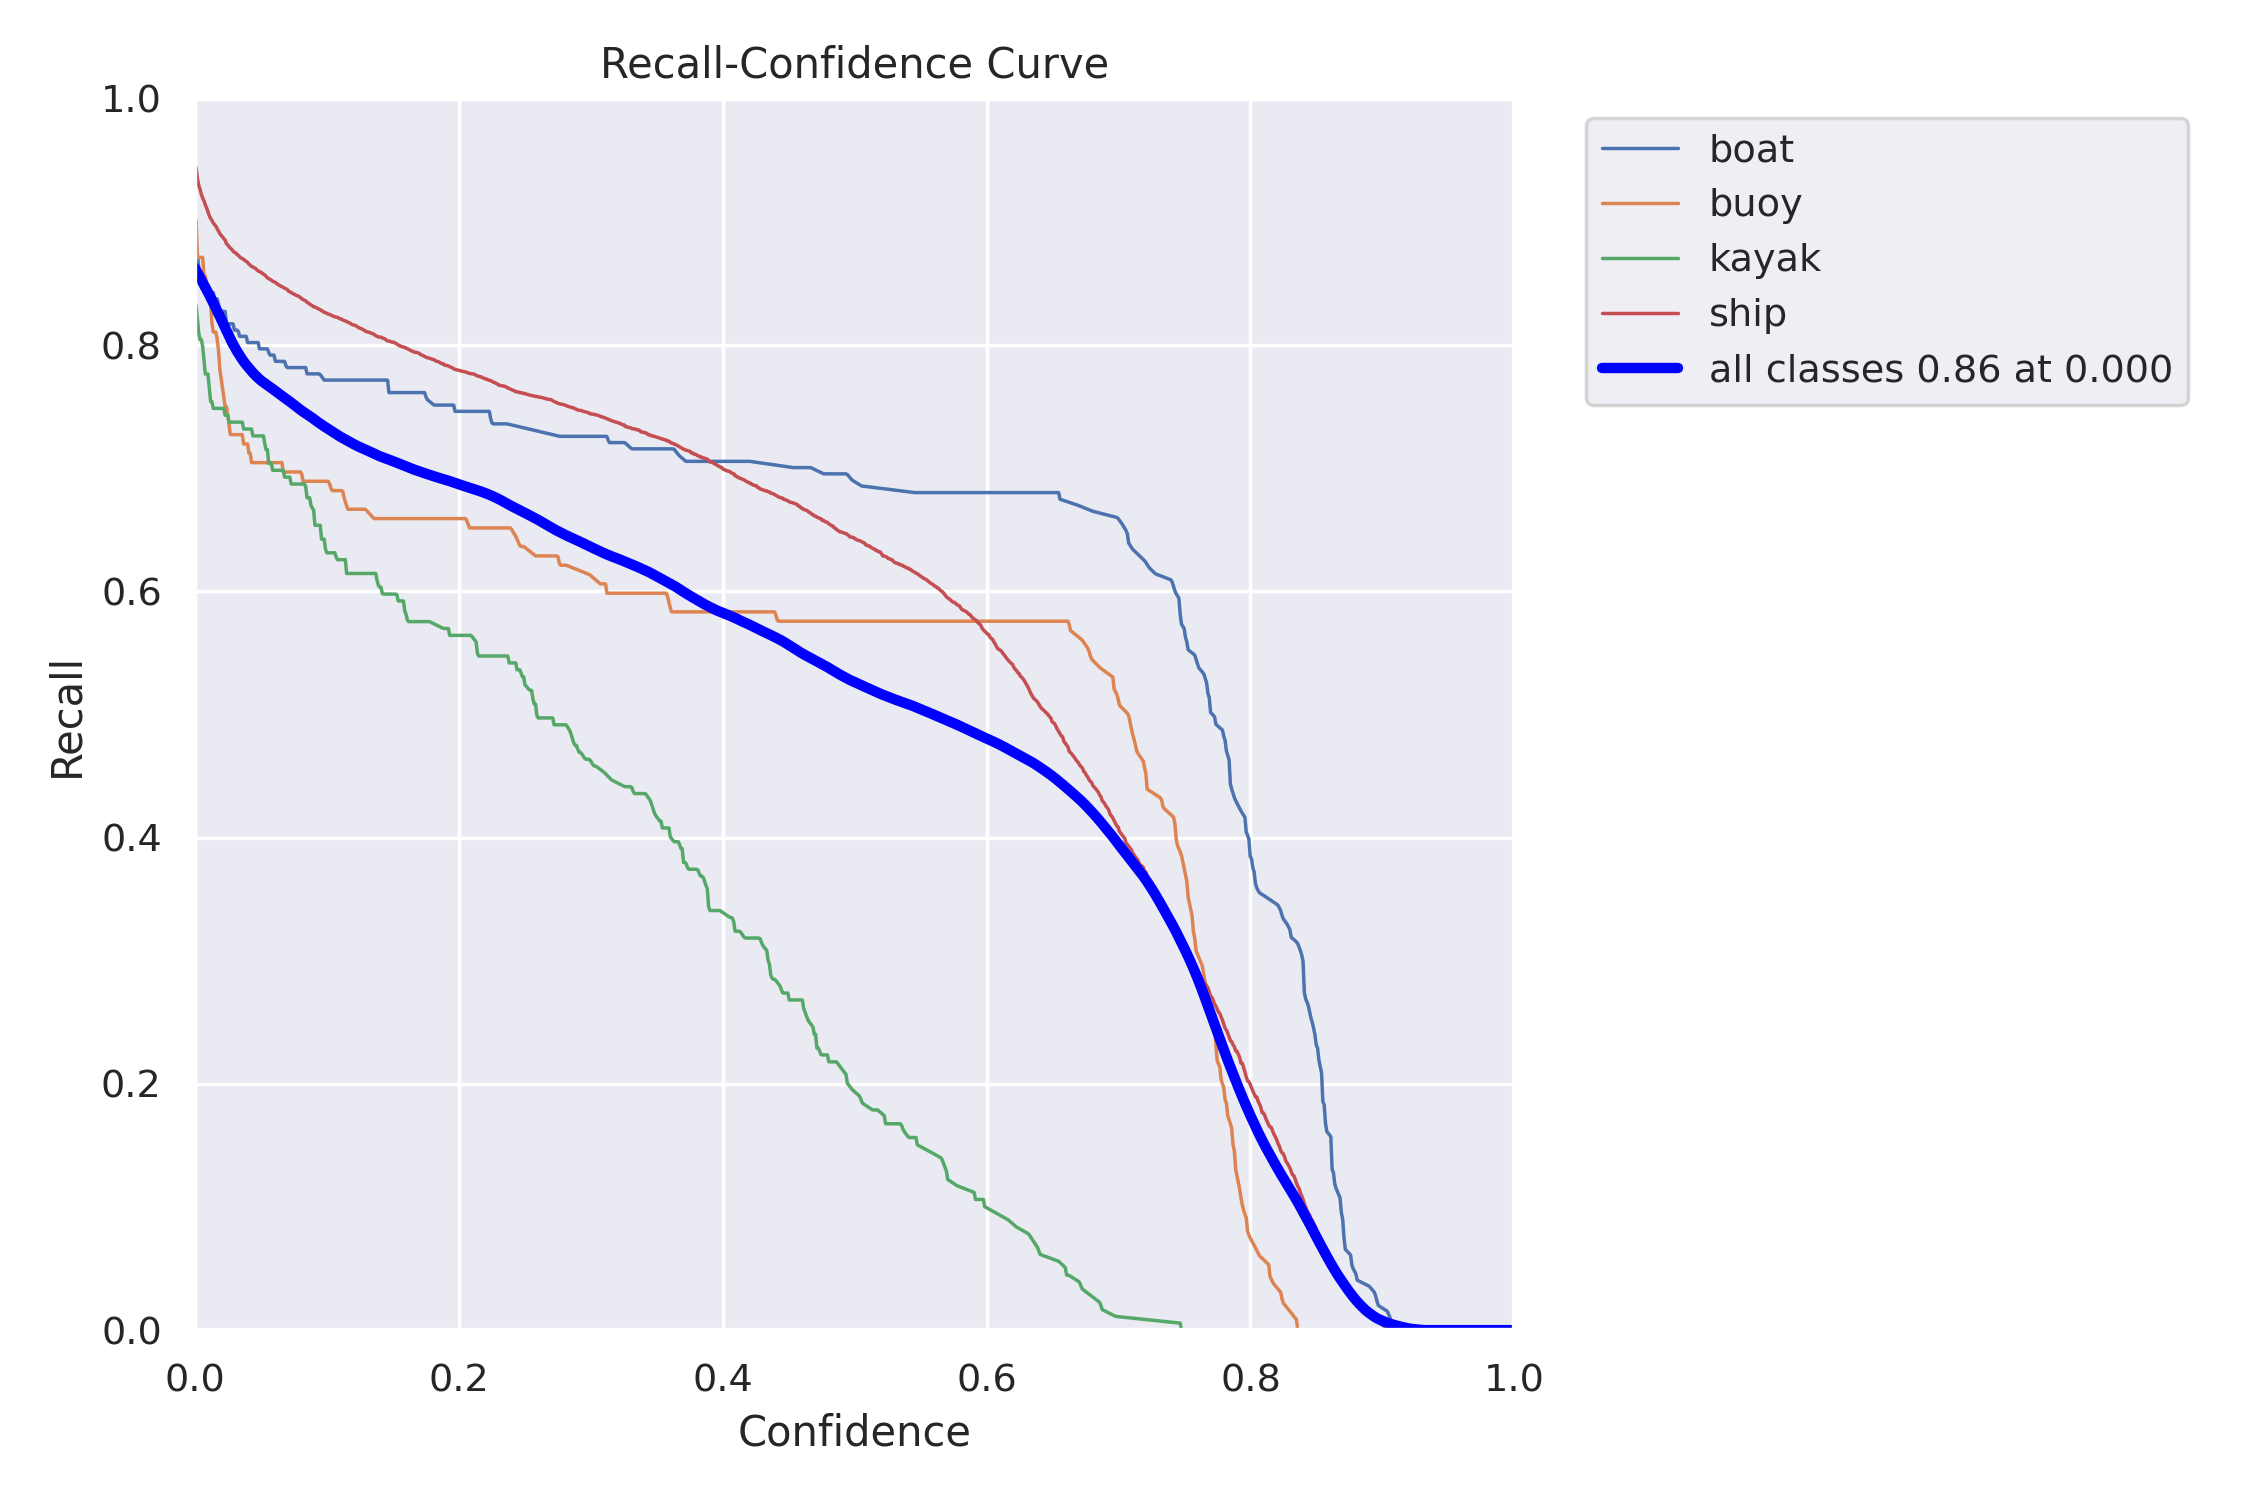 Recall-Confidence Curve
1.0
0.8
0.6
0.4
0.2
0.0
Recall
0.0 0.2 0.4 0.6 0.8 1.0
Confidence
boat
buoy
kayak
ship
all classes 0.86 at 0.000